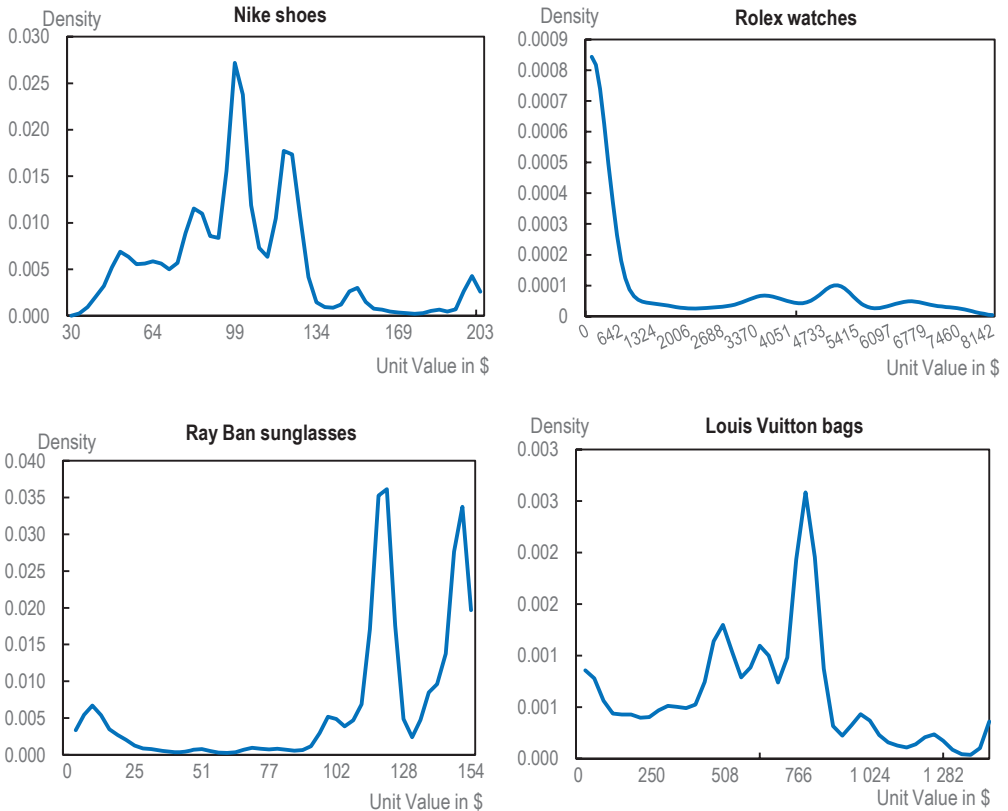 Nike shoes
Density
0.030
0.025
0.020
0.015
0.010
0.005
0.000
30 64 99 134 169 203
Unit Value in $
Rolex watches
Density
0.0009
0.0008
0.0007
0.0006
0.0005
0.0004
0.0003
0.0002
0.0001
0
0 642 1324 2006 2688 3370 4051 4733 5415 6097 6779 7460 8142
Unit Value in $
Ray Ban sunglasses
Density
0.040
0.035
0.030
0.025
0.020
0.015
0.010
0.005
0.000
0 25 51 77 102 128 154
Unit Value in $
Louis Vuitton bags
Density
0.003
0.003
0.002
0.002
0.001
0.001
0.000
0 250 508 766 1 024 1 282
Unit Value in $